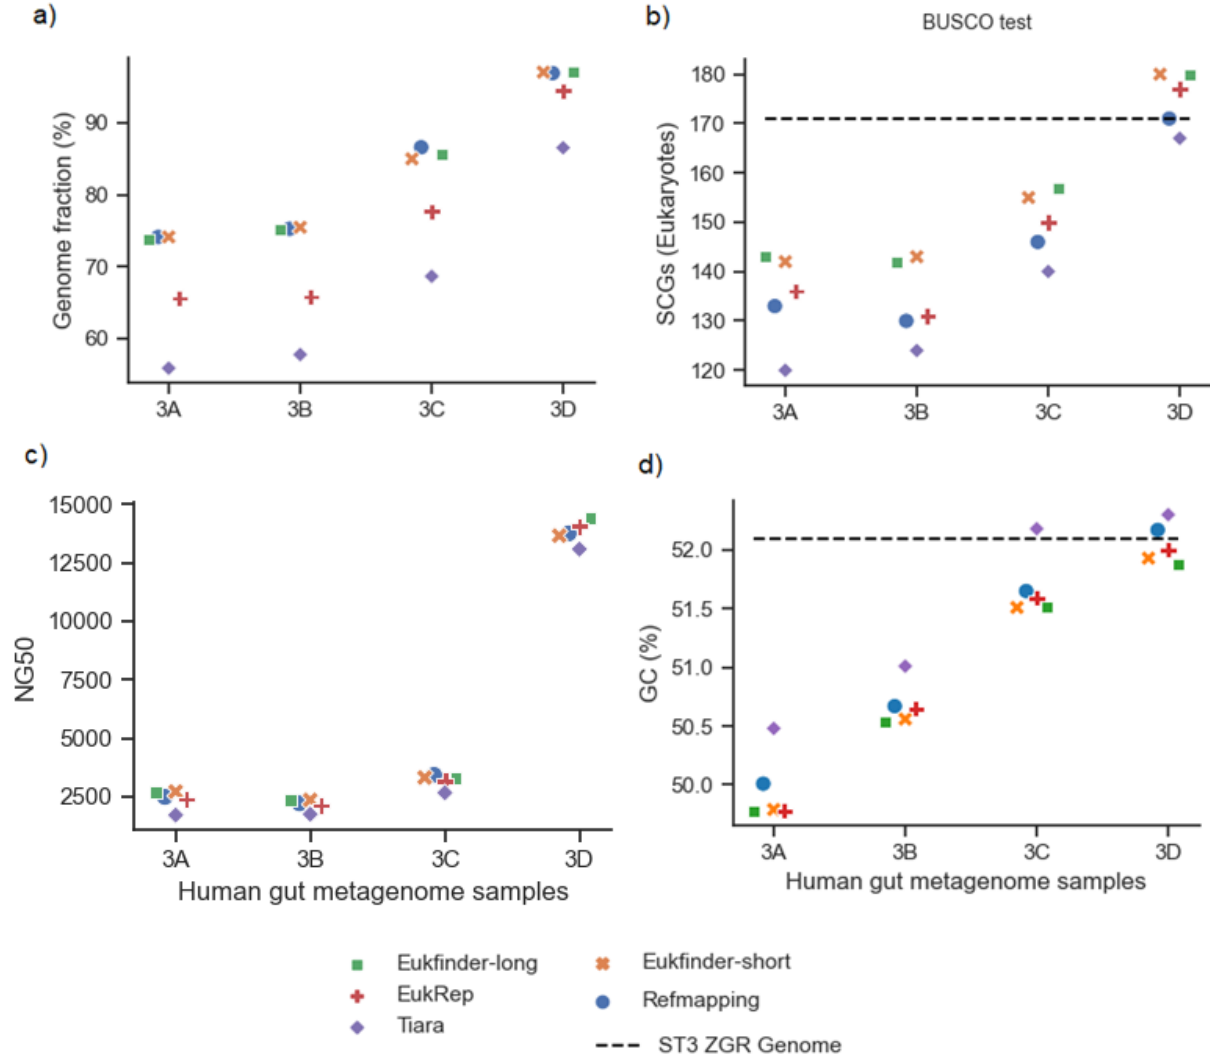 a)
Genome fraction (%)
90
80
70
60
3A 3B 3C 3D
b)
BUSCO test
SCGs (Eukaryotes)
180
170
160
150
140
130
120
3A 3B 3C 3D
c)
NG50
15000
12500
10000
7500
5000
2500
3A 3B 3C 3D
Human gut metagenome samples
d)
GC (%)
52.0
51.5
51.0
50.5
50.0
3A 3B 3C 3D
Human gut metagenome samples
Eukfinder-long
Eukfinder-short
EukRep
Refmapping
Tiara
ST3 ZGR Genome